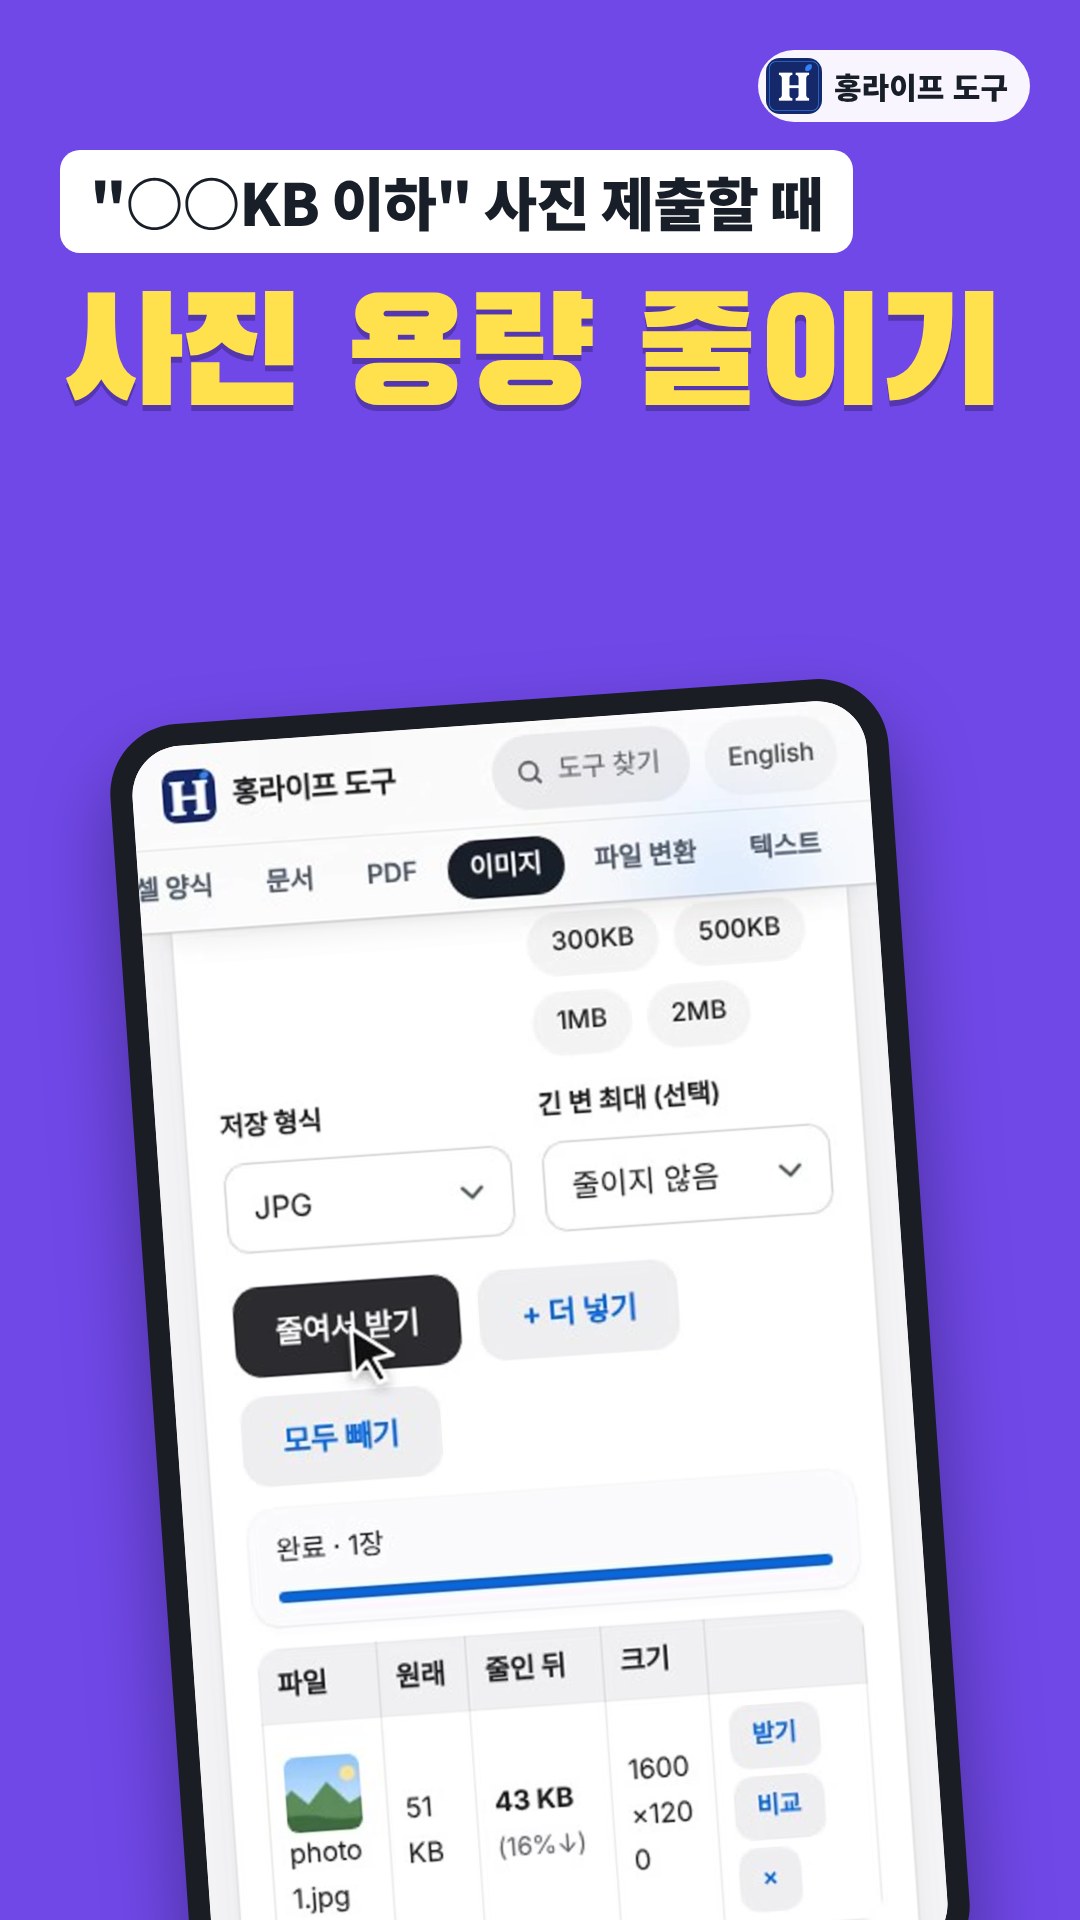 홍라이프 도구
"○○KB 이하" 사진 제출할 때
사진 용량 줄이기
홍라이프 도구
도구 찾기
English
셀 양식
문서
PDF
이미지
파일 변환
텍스트
300KB
500KB
1MB
2MB
저장 형식
긴 변 최대 (선택)
JPG
줄이지 않음
줄여서 받기
+ 더 넣기
모두 빼기
완료 · 1장
파일
원래
줄인 뒤
크기
photo
1.jpg
51
KB
43 KB
(16%↓)
1600
×120
0
받기
비교
×